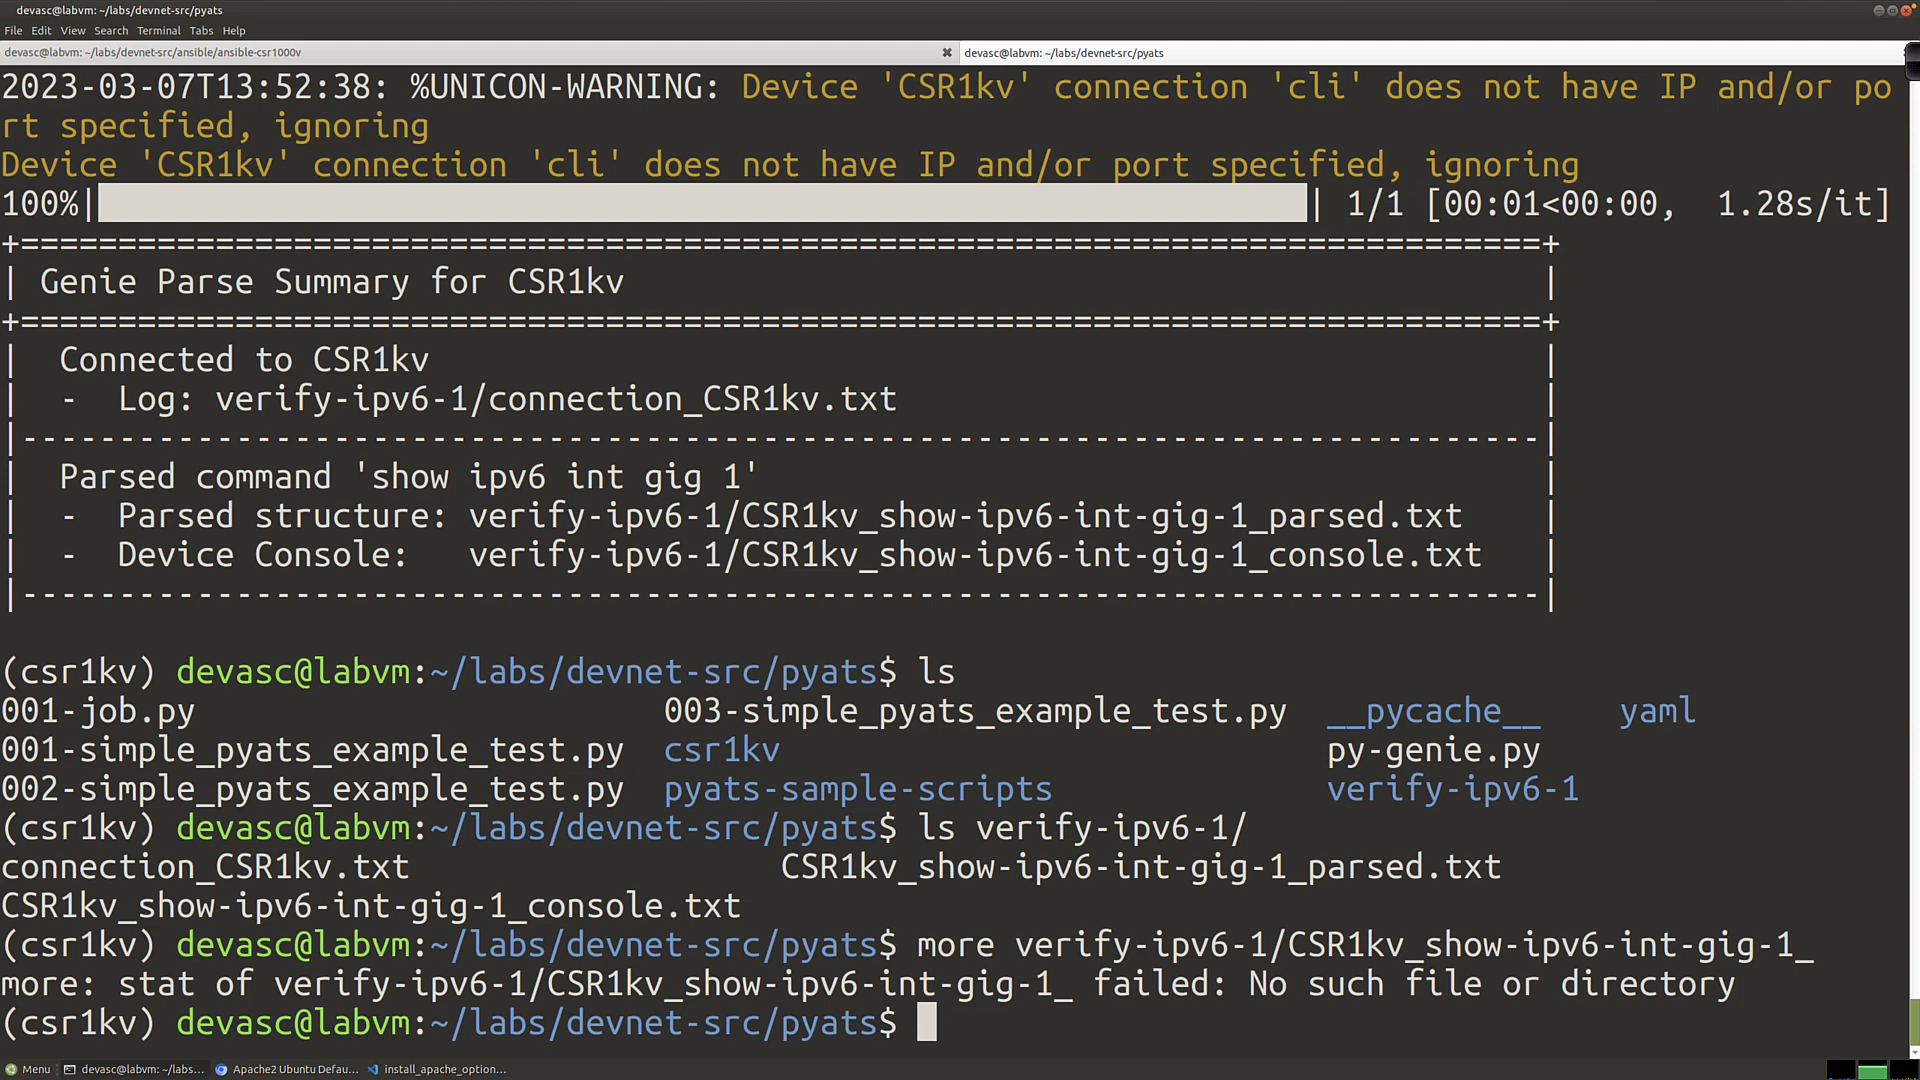 devasc@labvm: ~/labs/devnet-src/pyats
File Edit View Search Terminal Tabs Help
devasc@labvm: ~/labs/devnet-src/ansible/ansible-csr1000v
devasc@labvm: ~/labs/devnet-src/pyats
2023-03-07T13:52:38: %UNICON-WARNING: Device 'CSR1kv' connection 'cli' does not have IP and/or po
rt specified, ignoring
Device 'CSR1kv' connection 'cli' does not have IP and/or port specified, ignoring
100%| | 1/1 [00:01<00:00,  1.28s/it]
+==============================================================================+
| Genie Parse Summary for CSR1kv |
+==============================================================================+
| Connected to CSR1kv |
| - Log: verify-ipv6-1/connection_CSR1kv.txt |
|------------------------------------------------------------------------------|
| Parsed command 'show ipv6 int gig 1' |
| - Parsed structure: verify-ipv6-1/CSR1kv_show-ipv6-int-gig-1_parsed.txt |
| - Device Console: verify-ipv6-1/CSR1kv_show-ipv6-int-gig-1_console.txt |
|------------------------------------------------------------------------------|
(csr1kv) devasc@labvm:~/labs/devnet-src/pyats$ ls
001-job.py 003-simple_pyats_example_test.py __pycache__ yaml
001-simple_pyats_example_test.py csr1kv py-genie.py
002-simple_pyats_example_test.py pyats-sample-scripts verify-ipv6-1
(csr1kv) devasc@labvm:~/labs/devnet-src/pyats$ ls verify-ipv6-1/
connection_CSR1kv.txt CSR1kv_show-ipv6-int-gig-1_parsed.txt
CSR1kv_show-ipv6-int-gig-1_console.txt
(csr1kv) devasc@labvm:~/labs/devnet-src/pyats$ more verify-ipv6-1/CSR1kv_show-ipv6-int-gig-1_
more: stat of verify-ipv6-1/CSR1kv_show-ipv6-int-gig-1_ failed: No such file or directory
(csr1kv) devasc@labvm:~/labs/devnet-src/pyats$
Menu devasc@labvm: ~/labs... Apache2 Ubuntu Defau... install_apache_option...